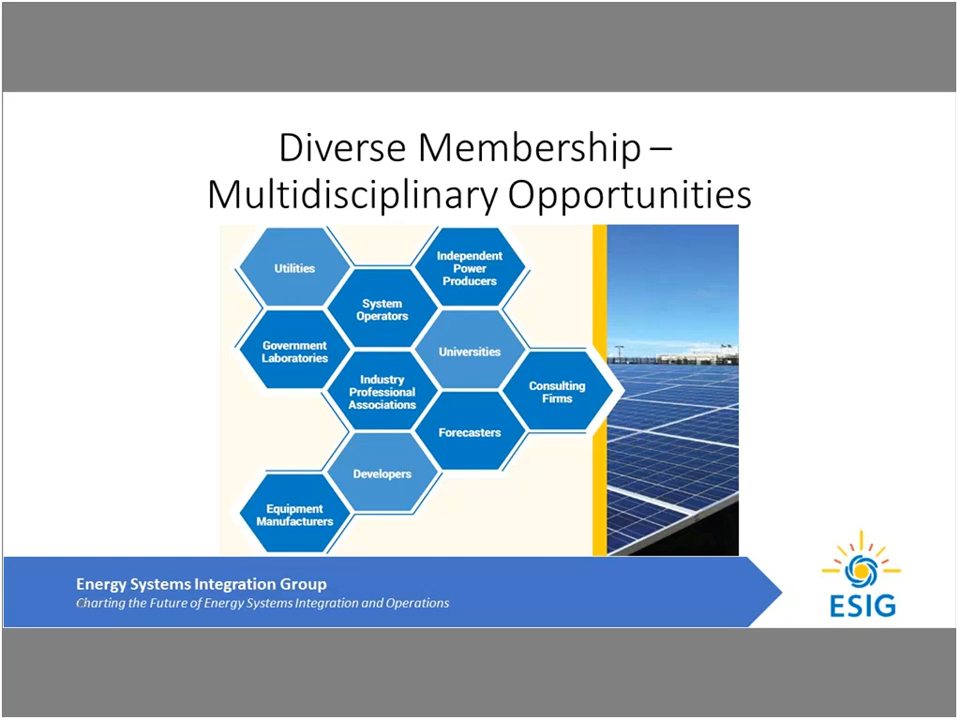 Diverse Membership –
Multidisciplinary Opportunities
Utilities
Independent
Power
Producers
System
Operators
Government
Laboratories
Universities
Industry
Professional
Associations
Consulting
Firms
Forecasters
Developers
Equipment
Manufacturers
Energy Systems Integration Group
Charting the Future of Energy Systems Integration and Operations
ESIG